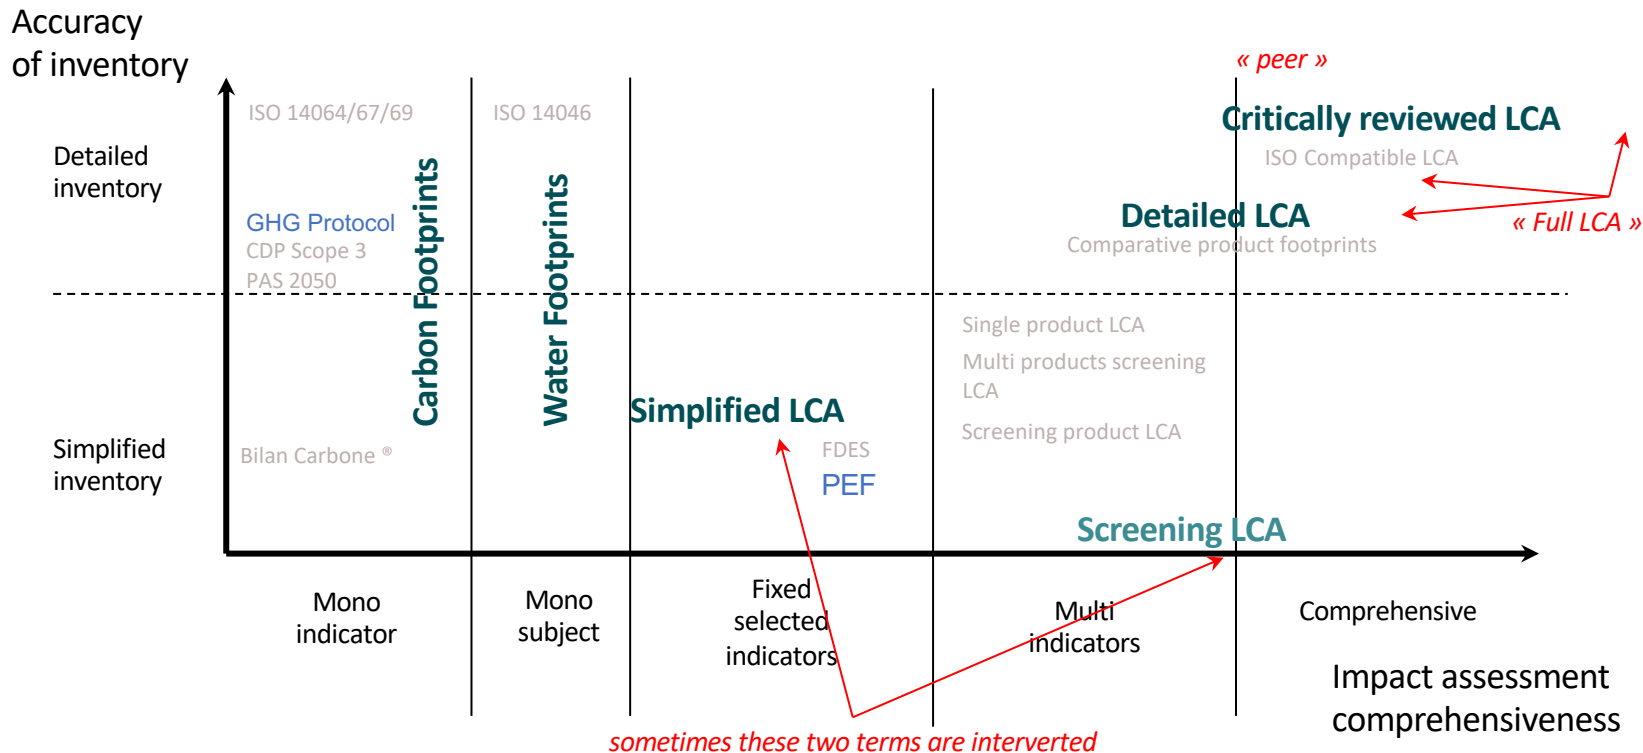 Accuracy
of inventory
« peer »
ISO 14064/67/69
ISO 14046
Critically reviewed LCA
ISO Compatible LCA
Detailed
inventory
Carbon Footprints
Water Footprints
GHG Protocol
CDP Scope 3
PAS 2050
Detailed LCA
Comparative product footprints
« Full LCA »
Single product LCA
Multi products screening
LCA
Screening product LCA
Simplified LCA
Simplified
inventory
Bilan Carbone ®
FDES
PEF
Screening LCA
Mono
indicator
Mono
subject
Fixed
selected
indicators
Multi
indicators
Comprehensive
Impact assessment
comprehensiveness
sometimes these two terms are interverted